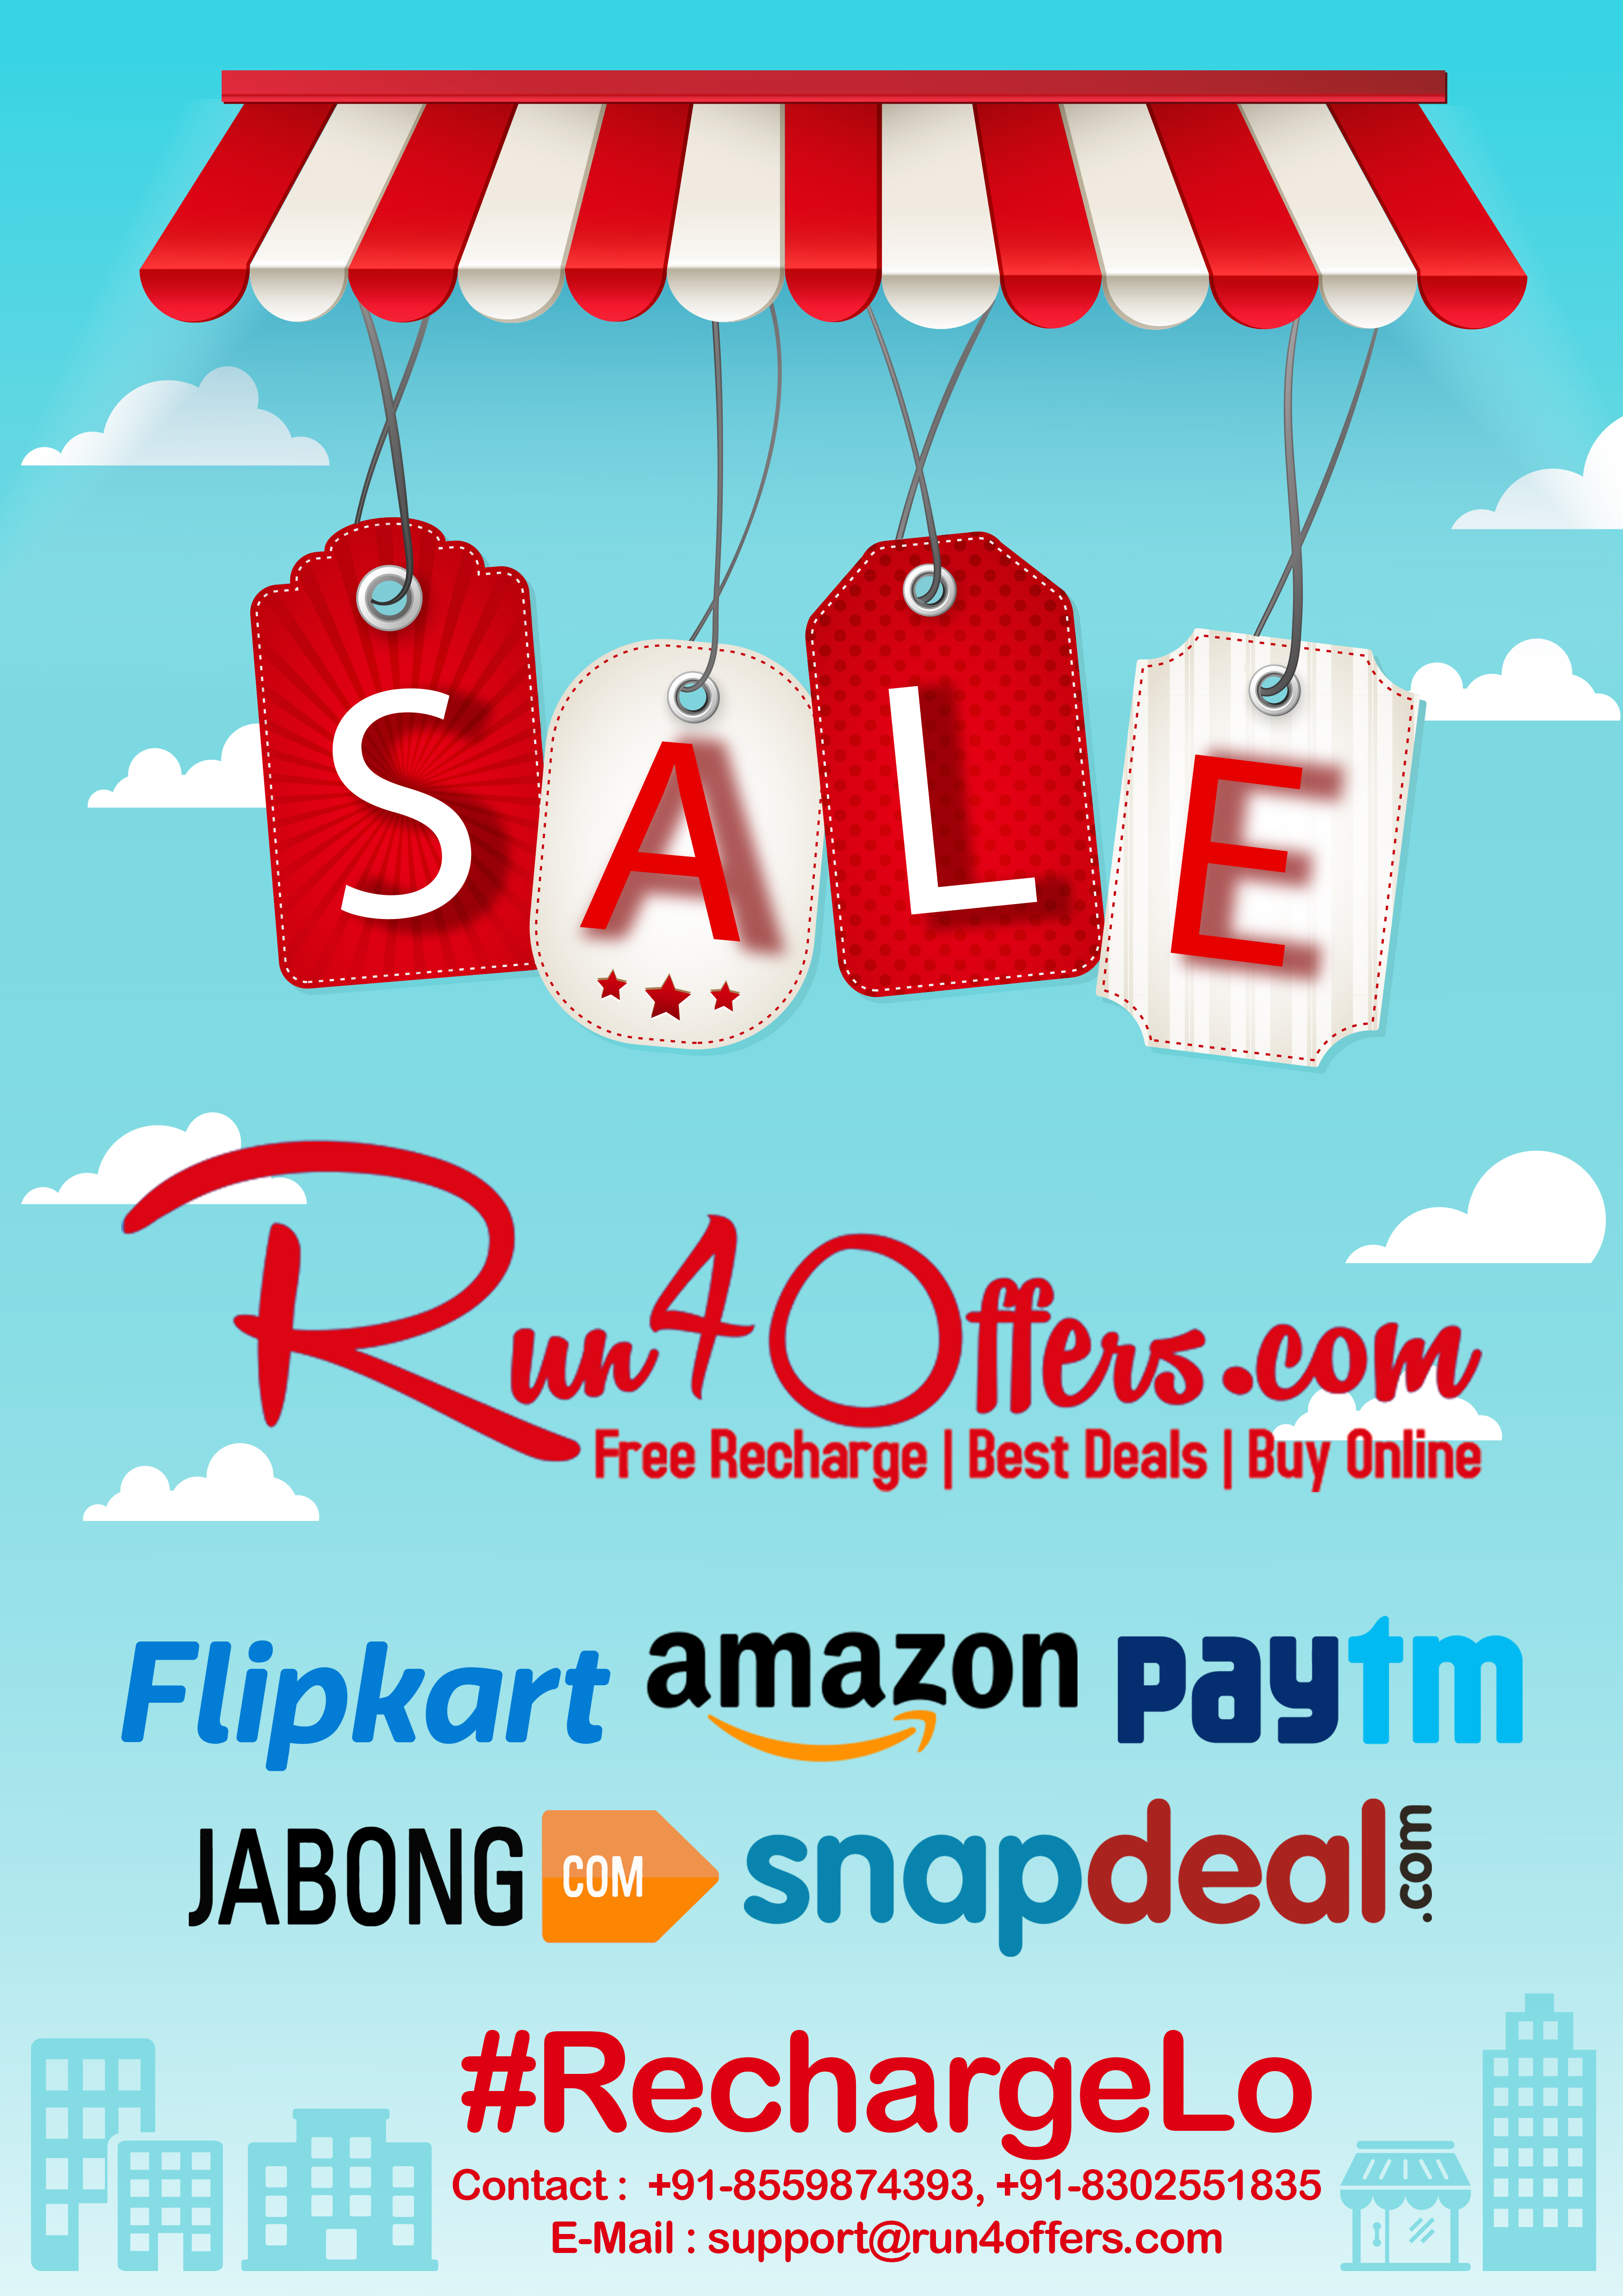 SALE
Run4Offers.com
Free Recharge | Best Deals | Buy Online
Flipkart amazon paytm
JABONG COM snapdeal.com
#RechargeLo
Contact : +91-8559874393, +91-8302551835
E-Mail : support@run4offers.com